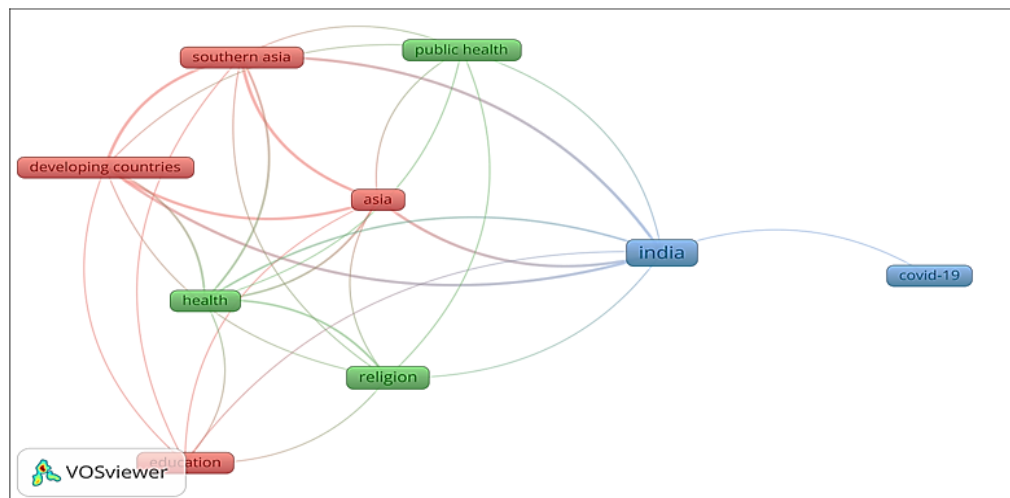 southern asia
public health
developing countries
asia
india
covid-19
health
religion
education
VOSviewer